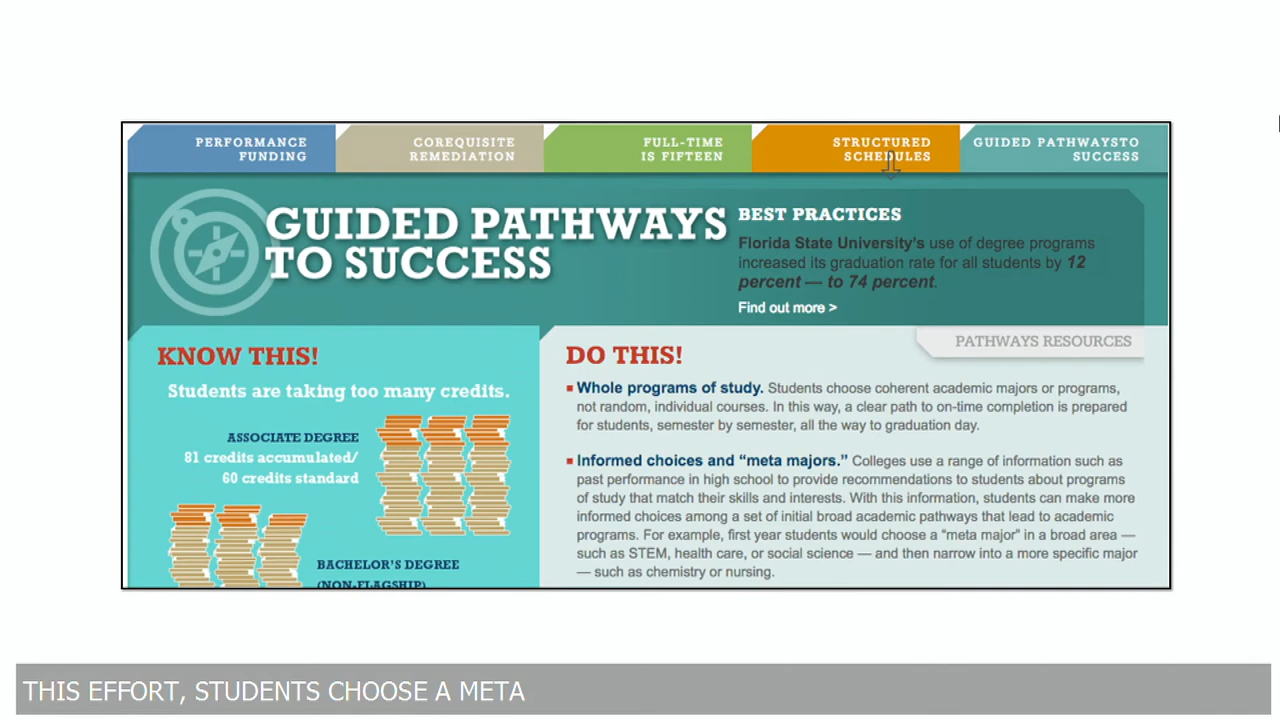 PERFORMANCE
FUNDING
COREQUISITE
REMEDIATION
FULL-TIME
IS FIFTEEN
STRUCTURED
SCHEDULES
GUIDED PATHWAYSTO
SUCCESS
GUIDED PATHWAYS
TO SUCCESS
BEST PRACTICES
Florida State University's use of degree programs
increased its graduation rate for all students by 12
percent — to 74 percent.
Find out more >
KNOW THIS!
Students are taking too many credits.
ASSOCIATE DEGREE
81 credits accumulated/
60 credits standard
BACHELOR'S DEGREE
(NON-FLAGSHIP)
PATHWAYS RESOURCES
DO THIS!
Whole programs of study. Students choose coherent academic majors or programs,
not random, individual courses. In this way, a clear path to on-time completion is prepared
for students, semester by semester, all the way to graduation day.
Informed choices and “meta majors.” Colleges use a range of information such as
past performance in high school to provide recommendations to students about programs
of study that match their skills and interests. With this information, students can make more
informed choices among a set of initial broad academic pathways that lead to academic
programs. For example, first year students would choose a “meta major” in a broad area —
such as STEM, health care, or social science — and then narrow into a more specific major
— such as chemistry or nursing.
THIS EFFORT, STUDENTS CHOOSE A META